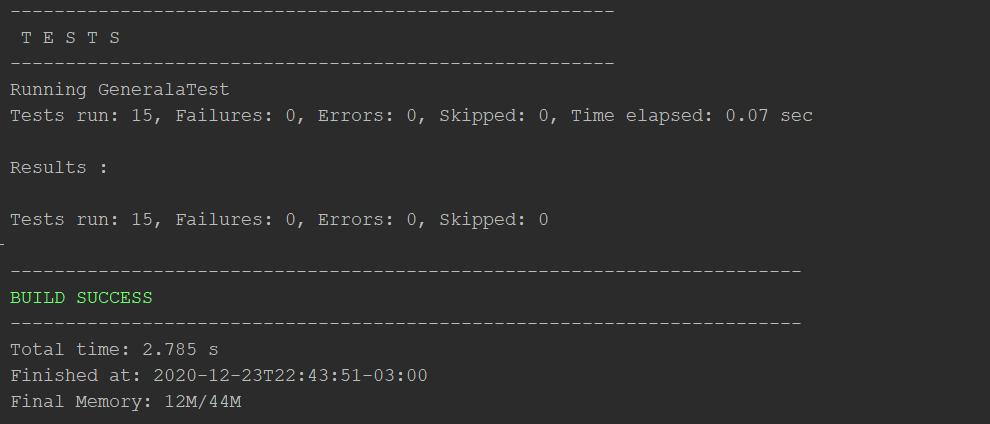 -------------------------------------------------------
 T E S T S
-------------------------------------------------------
Running GeneralaTest
Tests run: 15, Failures: 0, Errors: 0, Skipped: 0, Time elapsed: 0.07 sec

Results :

Tests run: 15, Failures: 0, Errors: 0, Skipped: 0

------------------------------------------------------------------------
BUILD SUCCESS
------------------------------------------------------------------------
Total time: 2.785 s
Finished at: 2020-12-23T22:43:51-03:00
Final Memory: 12M/44M